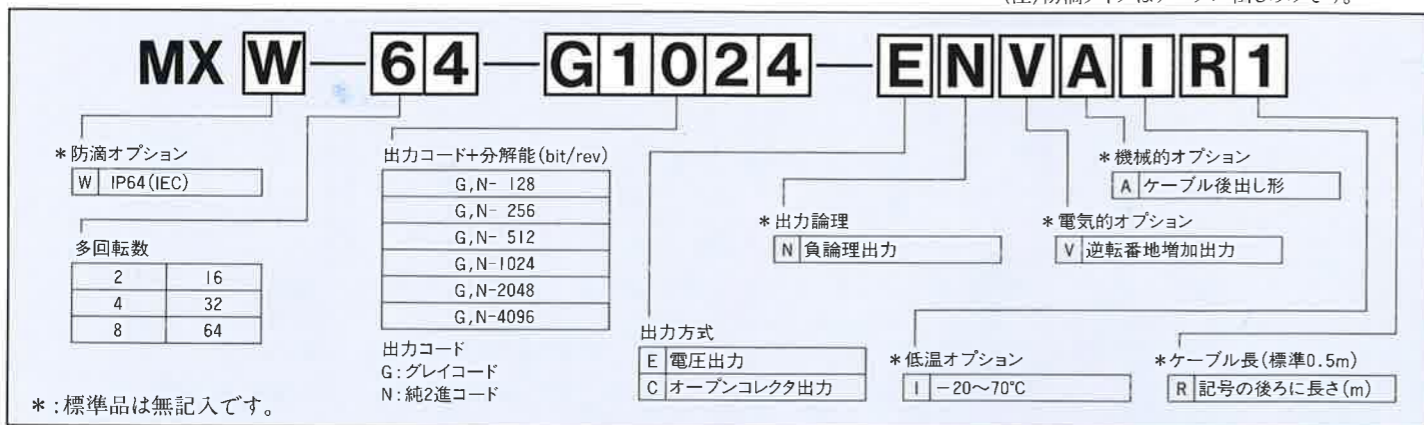 MX W—64—G1024—ENVAIR1
*防滴オプション
W IP64(IEC)
多回転数
2 16
4 32
8 64
出力コード+分解能(bit/rev)
G,N- 128
G,N- 256
G,N- 512
G,N-1024
G,N-2048
G,N-4096
出力コード
G:グレイコード
N:純2進コード
出力方式
E 電圧出力
C オープンコレクタ出力
*出力論理
N 負論理出力
*電気的オプション
V 逆転番地増加出力
*機械的オプション
A ケーブル後出し形
*低温オプション
I -20~70℃
*ケーブル長(標準0.5m)
R 記号の後ろに長さ(m)
*:標準品は無記入です。